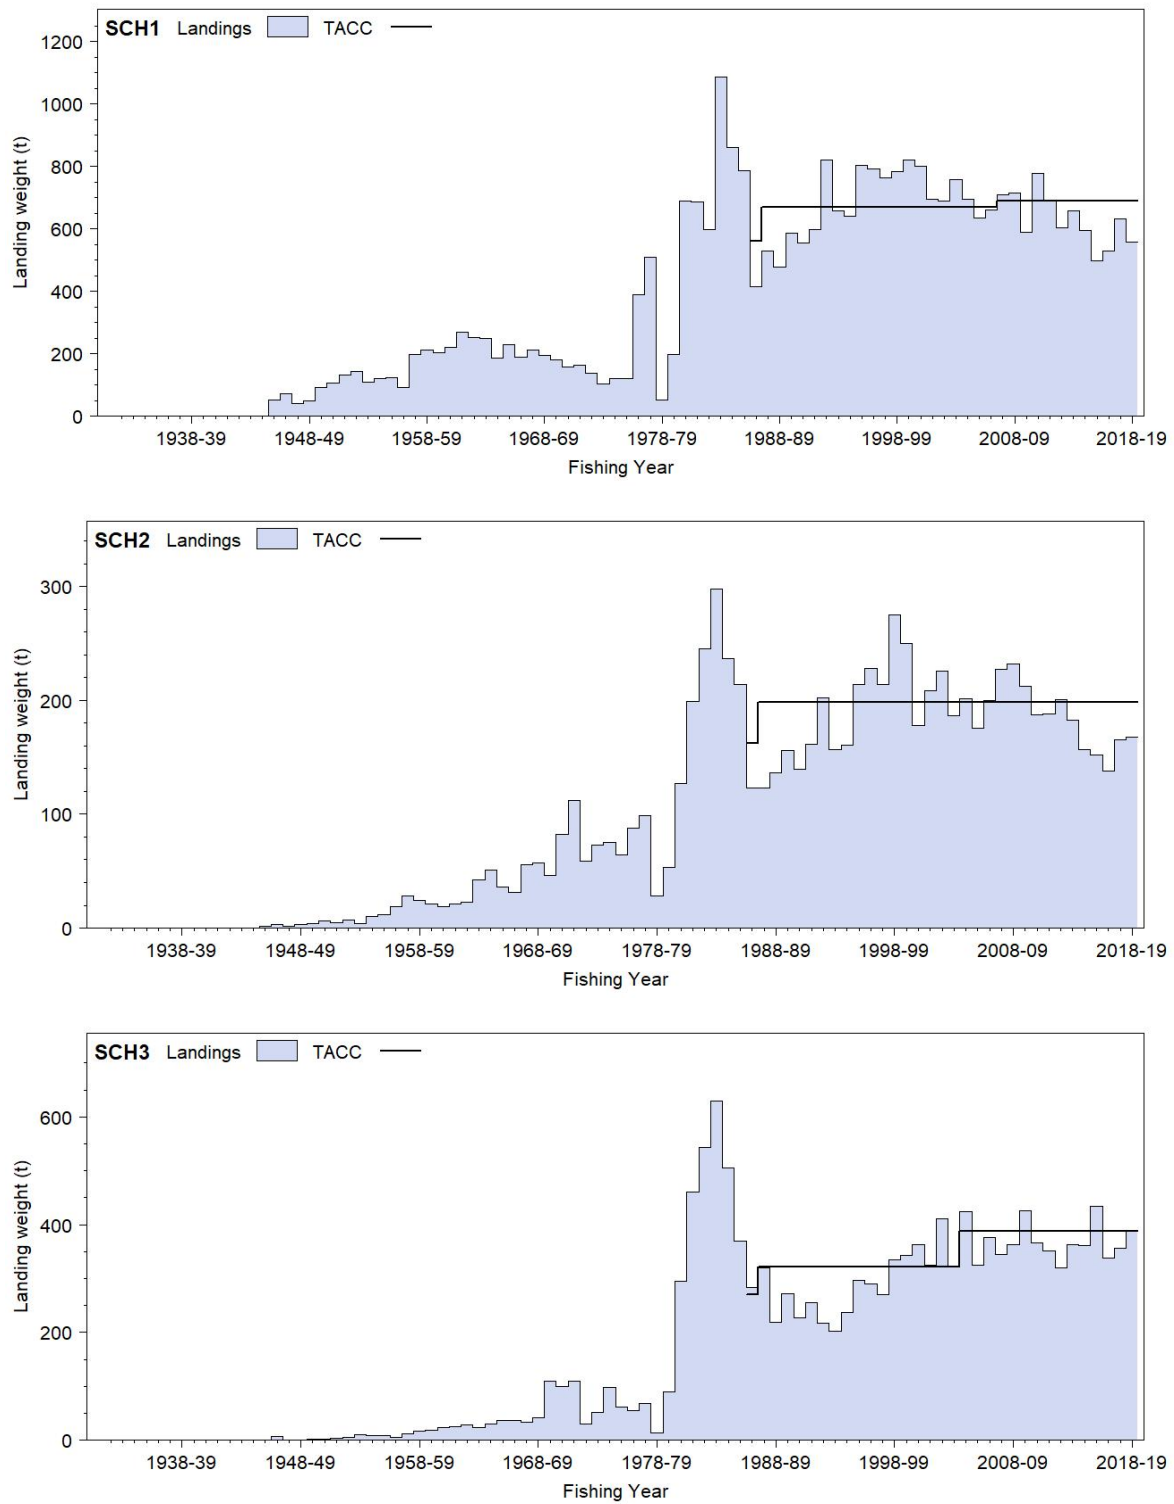 SCH1 Landings TACC
1200
1000
800
600
400
200
0
Landing weight (t)
1938-39 1948-49 1958-59 1968-69 1978-79 1988-89 1998-99 2008-09 2018-19
Fishing Year
SCH2 Landings TACC
300
200
100
0
Landing weight (t)
1938-39 1948-49 1958-59 1968-69 1978-79 1988-89 1998-99 2008-09 2018-19
Fishing Year
SCH3 Landings TACC
600
400
200
0
Landing weight (t)
1938-39 1948-49 1958-59 1968-69 1978-79 1988-89 1998-99 2008-09 2018-19
Fishing Year